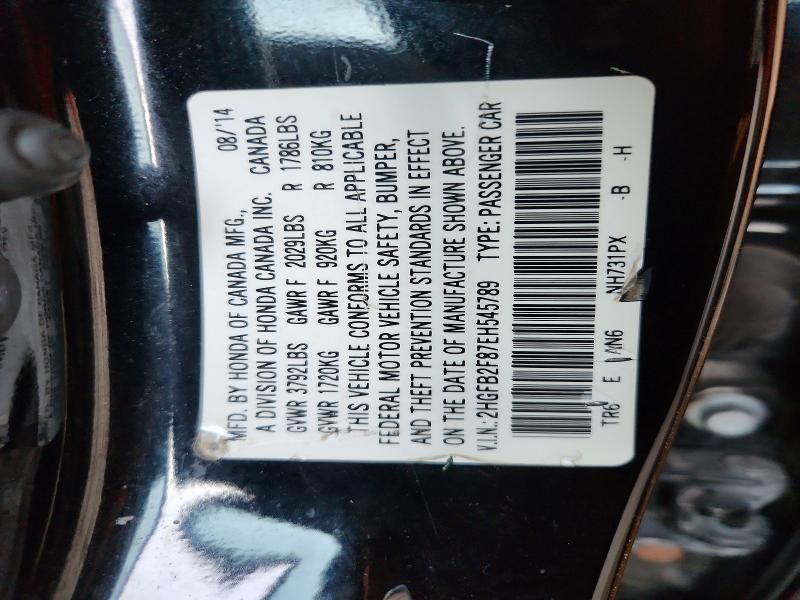 MFD. BY HONDA OF CANADA MFG., 08/'14
A DIVISION OF HONDA CANADA INC. CANADA
GVWR 3792LBS GAWR F 2029LBS R 1786LBS
GVWR 1720KG GAWR F 920KG R 810KG
THIS VEHICLE CONFORMS TO ALL APPLICABLE
FEDERAL MOTOR VEHICLE SAFETY, BUMPER,
AND THEFT PREVENTION STANDARDS IN EFFECT
ON THE DATE OF MANUFACTURE SHOWN ABOVE.
V.I.N.: 2HGFB2F87EH545789 TYPE: PASSENGER CAR
TR6 E NH731PX -B -H